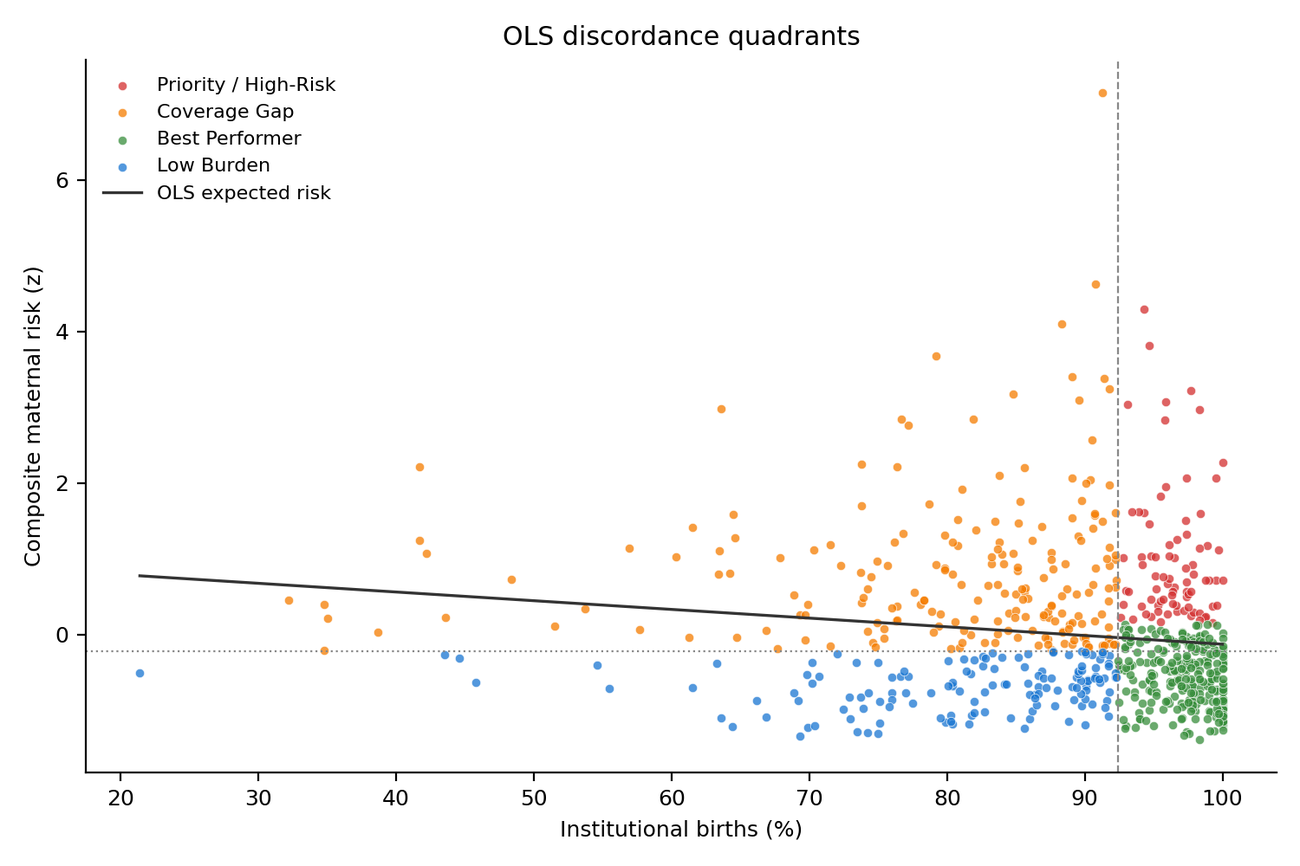 OLS discordance quadrants
Priority / High-Risk
Coverage Gap
Best Performer
Low Burden
OLS expected risk
Composite maternal risk (z)
6
4
2
0
20 30 40 50 60 70 80 90 100
Institutional births (%)